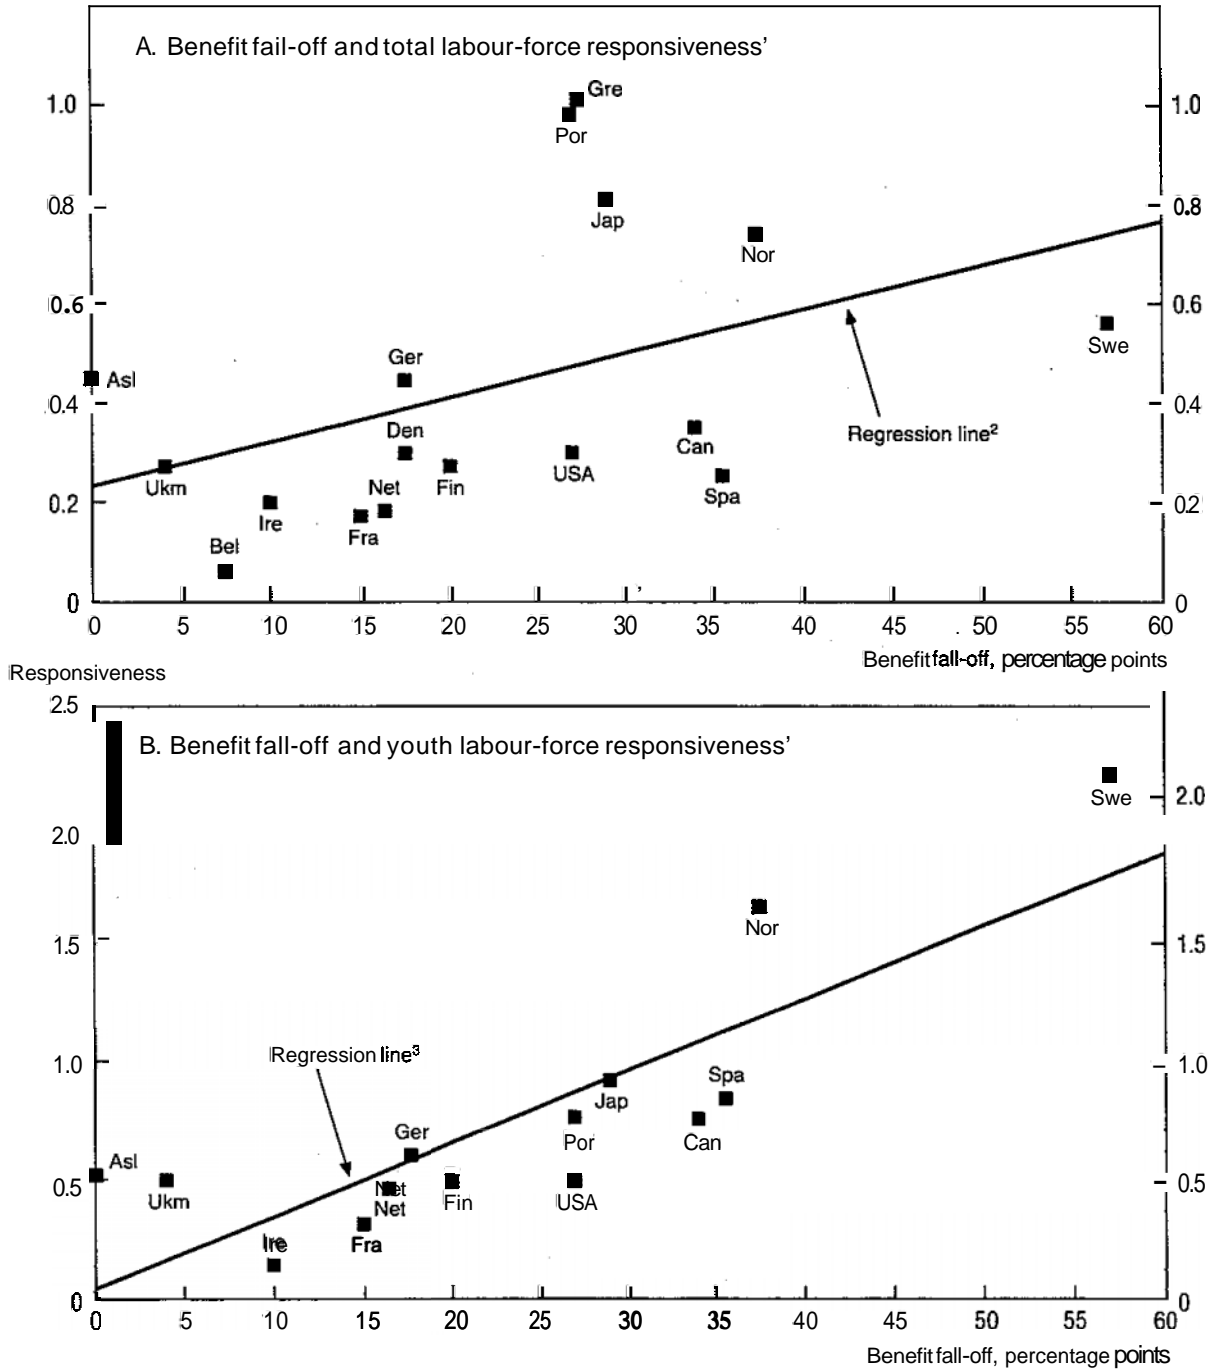 A. Benefit fail-off and total labour-force responsiveness'
Gre
1.0
1.0
Por
0.8
0.8
Jap
Nor
0.6
0.6
Swe
Ger
Asl
0.4
0.4
Den
Regression line²
Can
Ukm
Net
Fin
USA
Spa
0.2
0.2
Ire
Fra
Bel
0
0
0 5 10 15 20 25 30 35 40 45 50 55 60
Benefit fall-off, percentage points
Responsiveness
2.5
B. Benefit fall-off and youth labour-force responsiveness'
Swe
2.0
2.0
Nor
1.5
1.5
Regression line³
1.0
1.0
Spa
Jap
Ger
Por
Can
Asl
0.5
0.5
Ukm
Net
Net
Fin
USA
Ire
Fra
0
0
0 5 10 15 20 25 30 35 40 45 50 55 60
Benefit fall-off, percentage points